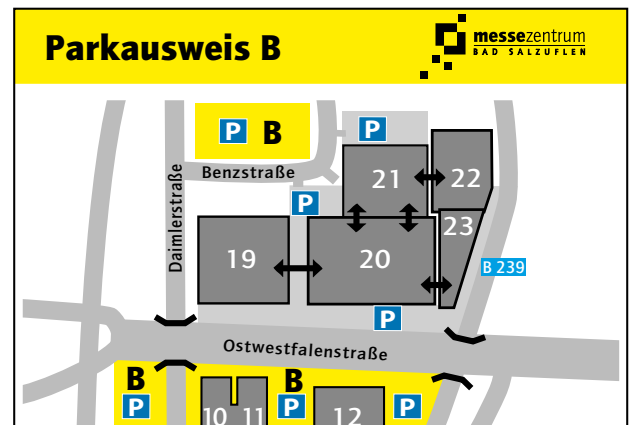 Parkausweis B
messezentrum
BAD SALZUFLEN
P B
P
Benzstraße
21
22
Daimlerstraße
P
23
19
20
B 239
P
Ostwestfalenstraße
B
B
P
10
11
P
12
P